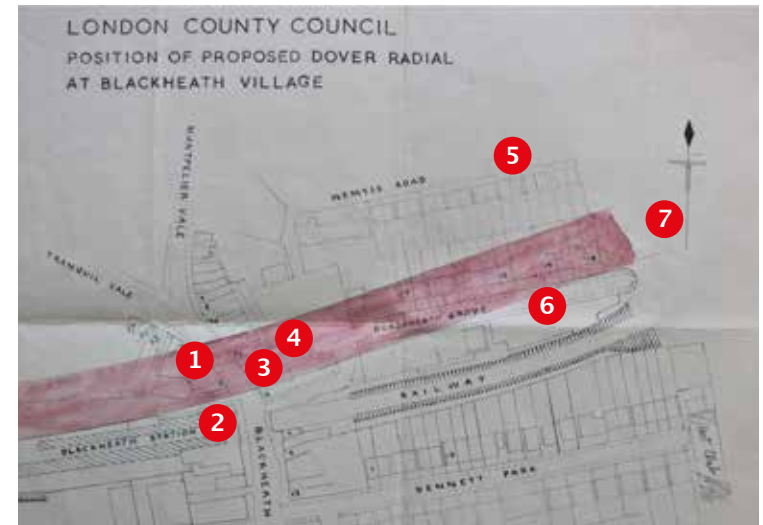 LONDON COUNTY COUNCIL
POSITION OF PROPOSED DOVER RADIAL
AT BLACKHEATH VILLAGE
MONTPELIER VALE
5
WEMYSS ROAD
7
TRANQUIL VALE
6
BLACKHEATH GROVE
4
1
3
RAILWAY
2
BLACKHEATH STATION
BLACKHEATH
BENNETT PARK